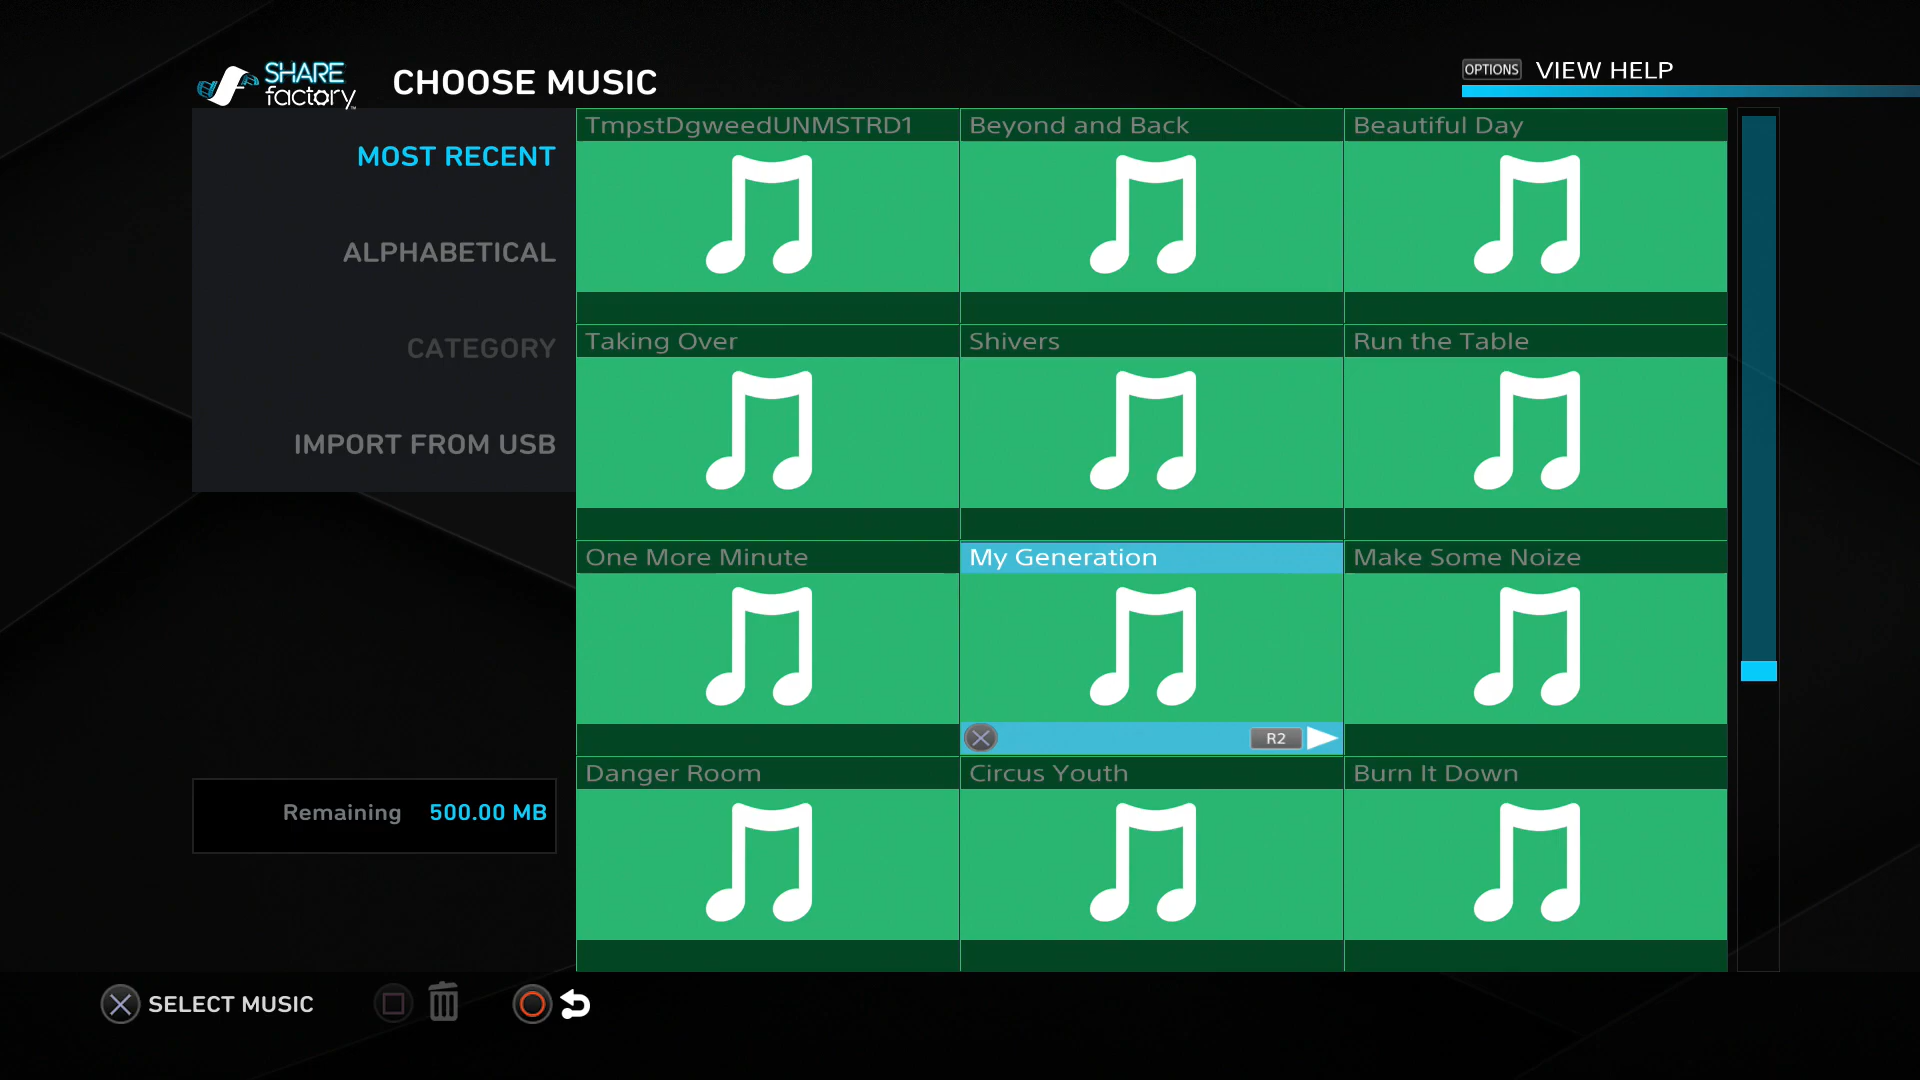 SHARE
factory™
CHOOSE MUSIC
OPTIONS VIEW HELP
MOST RECENT
ALPHABETICAL
CATEGORY
IMPORT FROM USB
TmpstDgweedUNMSTRD1
Beyond and Back
Beautiful Day
Taking Over
Shivers
Run the Table
One More Minute
My Generation
Make Some Noize
R2
Danger Room
Circus Youth
Burn It Down
Remaining 500.00 MB
SELECT MUSIC